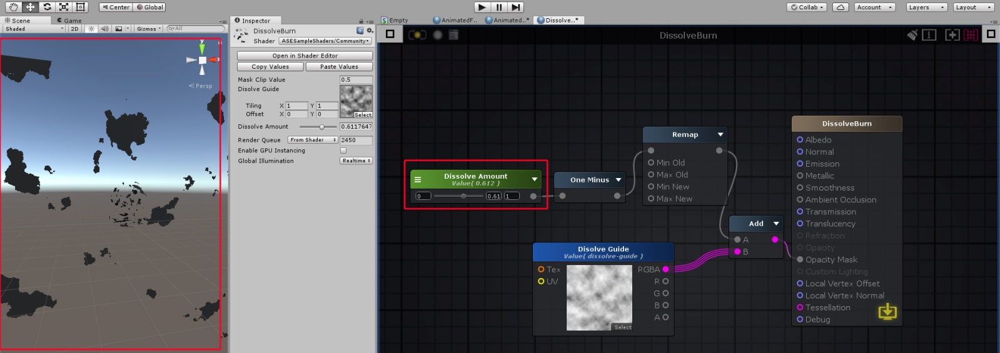 Center
Global
Collab
Account
Layers
Layout
Scene
Game
Shaded
2D
Gizmos
All
y
Persp
Inspector
DissolveBurn
Shader
ASESampleShaders/Community
Open in Shader Editor
Copy Values
Paste Values
Mask Clip Value
0.5
Disolve Guide
Tiling X 1 Y 1
Offset X 0 Y 0
Select
Dissolve Amount
0.6117647
Render Queue
From Shader
2450
Enable GPU Instancing
Global Illumination
Realtime
Empty
AnimatedF..
Animated..*
Dissolve..*
DissolveBurn
Dissolve Amount
Value( 0.612 )
0
0.61
1
One Minus
Remap
Min Old
Max Old
Min New
Max New
Add
A
B
Disolve Guide
Value( dissolve-guide )
Tex
UV
RGBA
R
G
B
A
Select
DissolveBurn
Albedo
Normal
Emission
Metallic
Smoothness
Ambient Occlusion
Transmission
Translucency
Refraction
Opacity
Opacity Mask
Custom Lighting
Local Vertex Offset
Local Vertex Normal
Tessellation
Debug